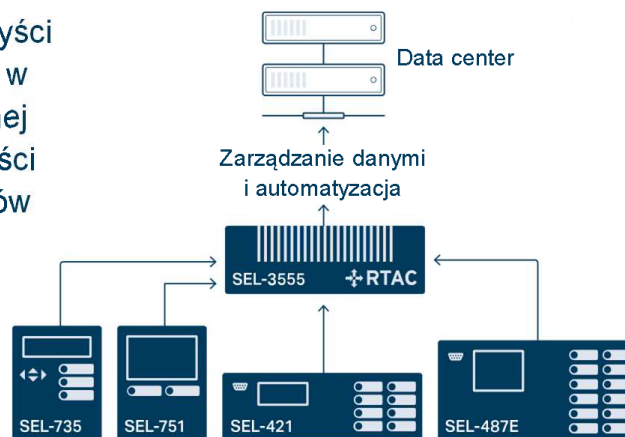 yści
w
nej
ści
ów
Data center
Zarządzanie danymi
i automatyzacja
SEL-3555
RTAC
SEL-735
SEL-751
SEL-421
SEL-487E